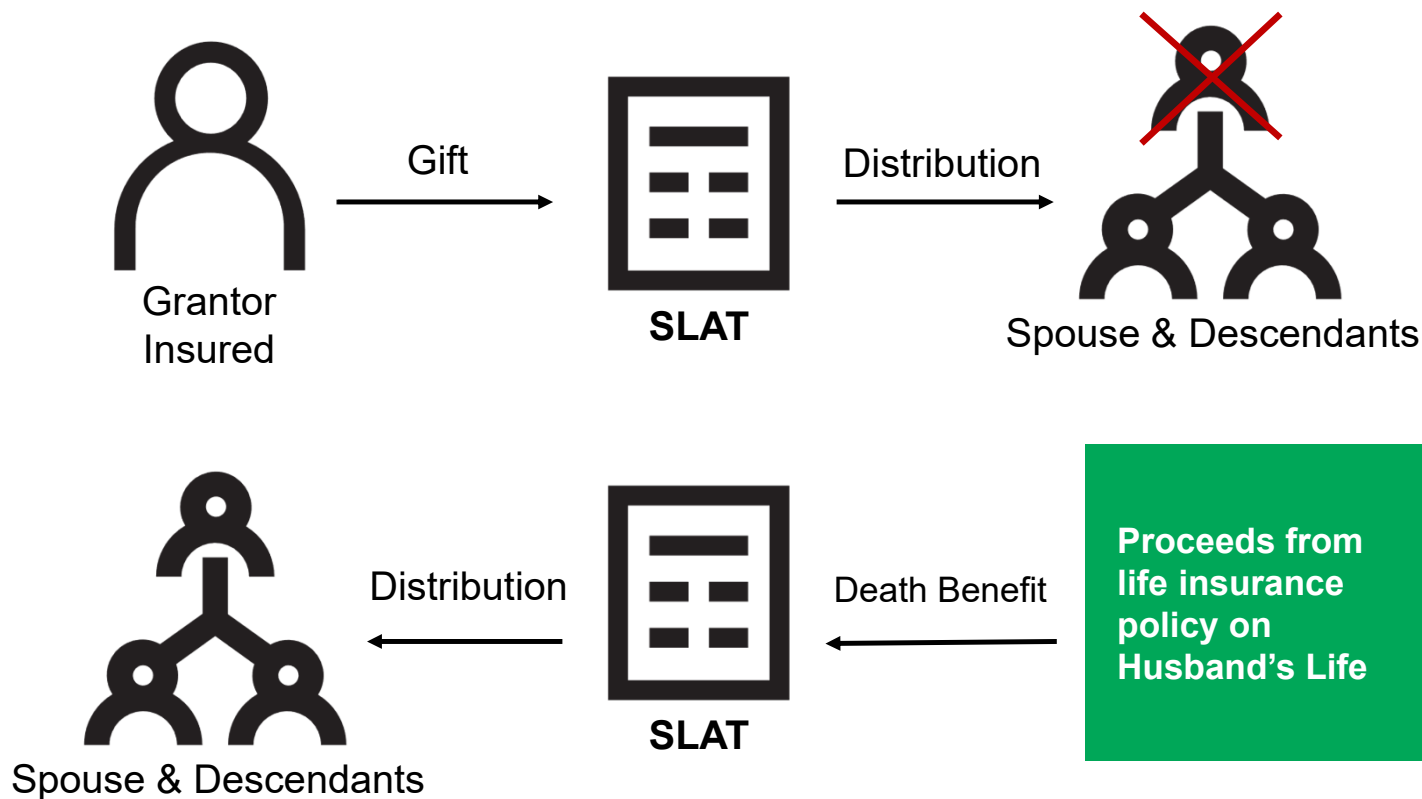 Gift
Distribution
Grantor
Insured
SLAT
Spouse & Descendants
Distribution
Death Benefit
Proceeds from
life insurance
policy on
Husband’s Life
SLAT
Spouse & Descendants